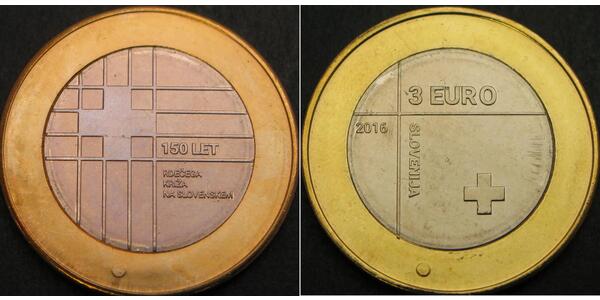 150 LET
RDEČEGA
KRIŽA
NA SLOVENSKEM
3 EURO
2016
SLOVENIJA